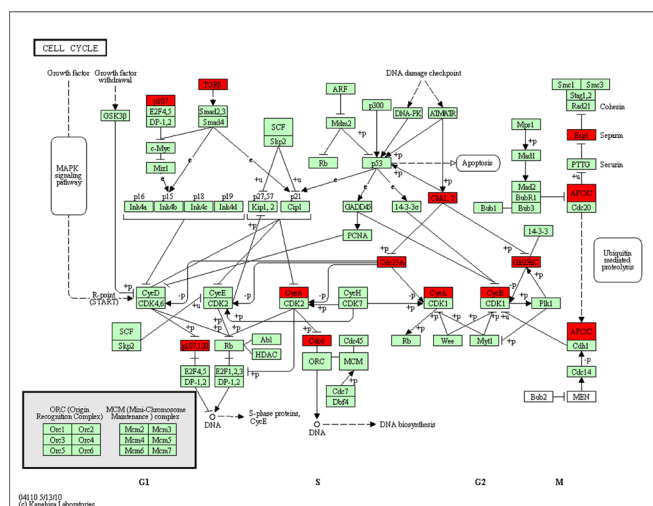 CELL CYCLE
Growth factor
Growth factor
withdrawal
GSK3β
p107
E2F4,5
DP-1,2
c-Myc
Miz1
TGFβ
Smad2,3
Smad4
SCF
Skp2
ARF
Mdm2
Rb
p300
DNA damage checkpoint
DNA-PK
ATMATR
p53
Apoptosis
Mps1
Mad1
Mad2
BubR1
Bub3
Bub1
Smc1
Smc3
Stag1,2
Rad21
Cohesin
Esp1
Separin
PTTG
Securin
APC/C
Cdc20
MAPK
signaling
pathway
p16
p15
p18
p19
p27,57
p21
Ink4a
Ink4b
Ink4c
Ink4d
Kip1, 2
Cip1
GADD45
14-3-3σ
Chk1, 2
PCNA
14-3-3
Ubiquitin
mediated
proteolysis
Cdc25A
R-point
(START)
CycD
CDK4,6
CycE
CDK2
CycA
CDK2
CycH
CDK7
CycA
CDK1
CycB
CDK1
Plk1
SCF
Skp2
Rb
Abl
HDAC
Cdc6
Cdc45
ORC
MCM
Rb
Wee
Myt1
APC/C
Cdh1
Cdc14
Bub2
MEN
E2F4,5
DP-1,2
E2F1,2,3
DP-1,2
Cdc7
Dbf4
DNA
S-phase proteins,
CycE
DNA
DNA biosynthesis
ORC (Origin
Recognition Complex)
MCM (Mini-Chromosome
Maintenance ) complex
Orc1
Orc2
Mcm2
Mcm3
Orc3
Orc4
Mcm4
Mcm5
Orc5
Orc6
Mcm6
Mcm7
G1
S
G2
M
04110 5/13/10
(c) Kanehisa Laboratories